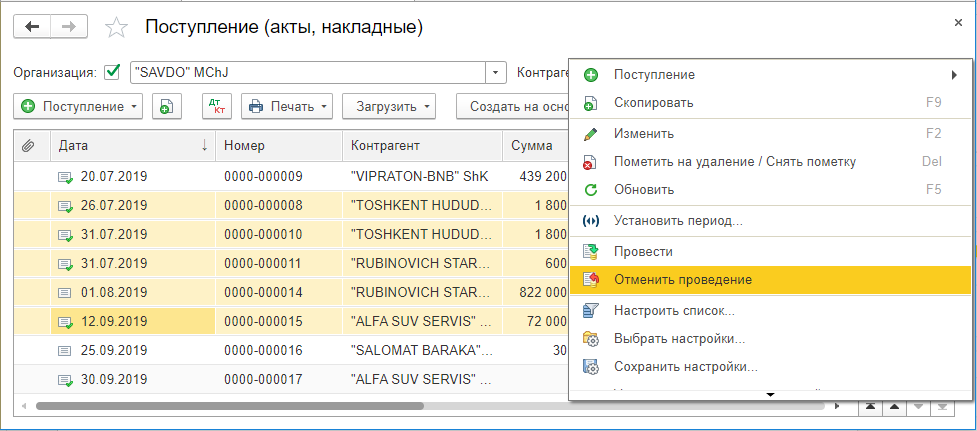 Поступление (акты, накладные)
Организация: "SAVDO" MChJ Контраге
Поступление Дт Кт Печать Загрузить Создать на осно
Дата Номер Контрагент Сумма
20.07.2019 0000-000009 "VIPRATON-BNB" ShK 439 200
26.07.2019 0000-000008 "TOSHKENT HUDUD... 1 800
31.07.2019 0000-000010 "TOSHKENT HUDUD... 1 800
31.07.2019 0000-000011 "RUBINOVICH STAR... 600
01.08.2019 0000-000014 "RUBINOVICH STAR... 822 000
12.09.2019 0000-000015 "ALFA SUV SERVIS" ... 72 000
25.09.2019 0000-000016 "SALOMAT BARAKA"... 30
30.09.2019 0000-000017 "ALFA SUV SERVIS" ...
Поступление
Скопировать F9
Изменить F2
Пометить на удаление / Снять пометку Del
Обновить F5
Установить период...
Провести
Отменить проведение
Настроить список...
Выбрать настройки...
Сохранить настройки...